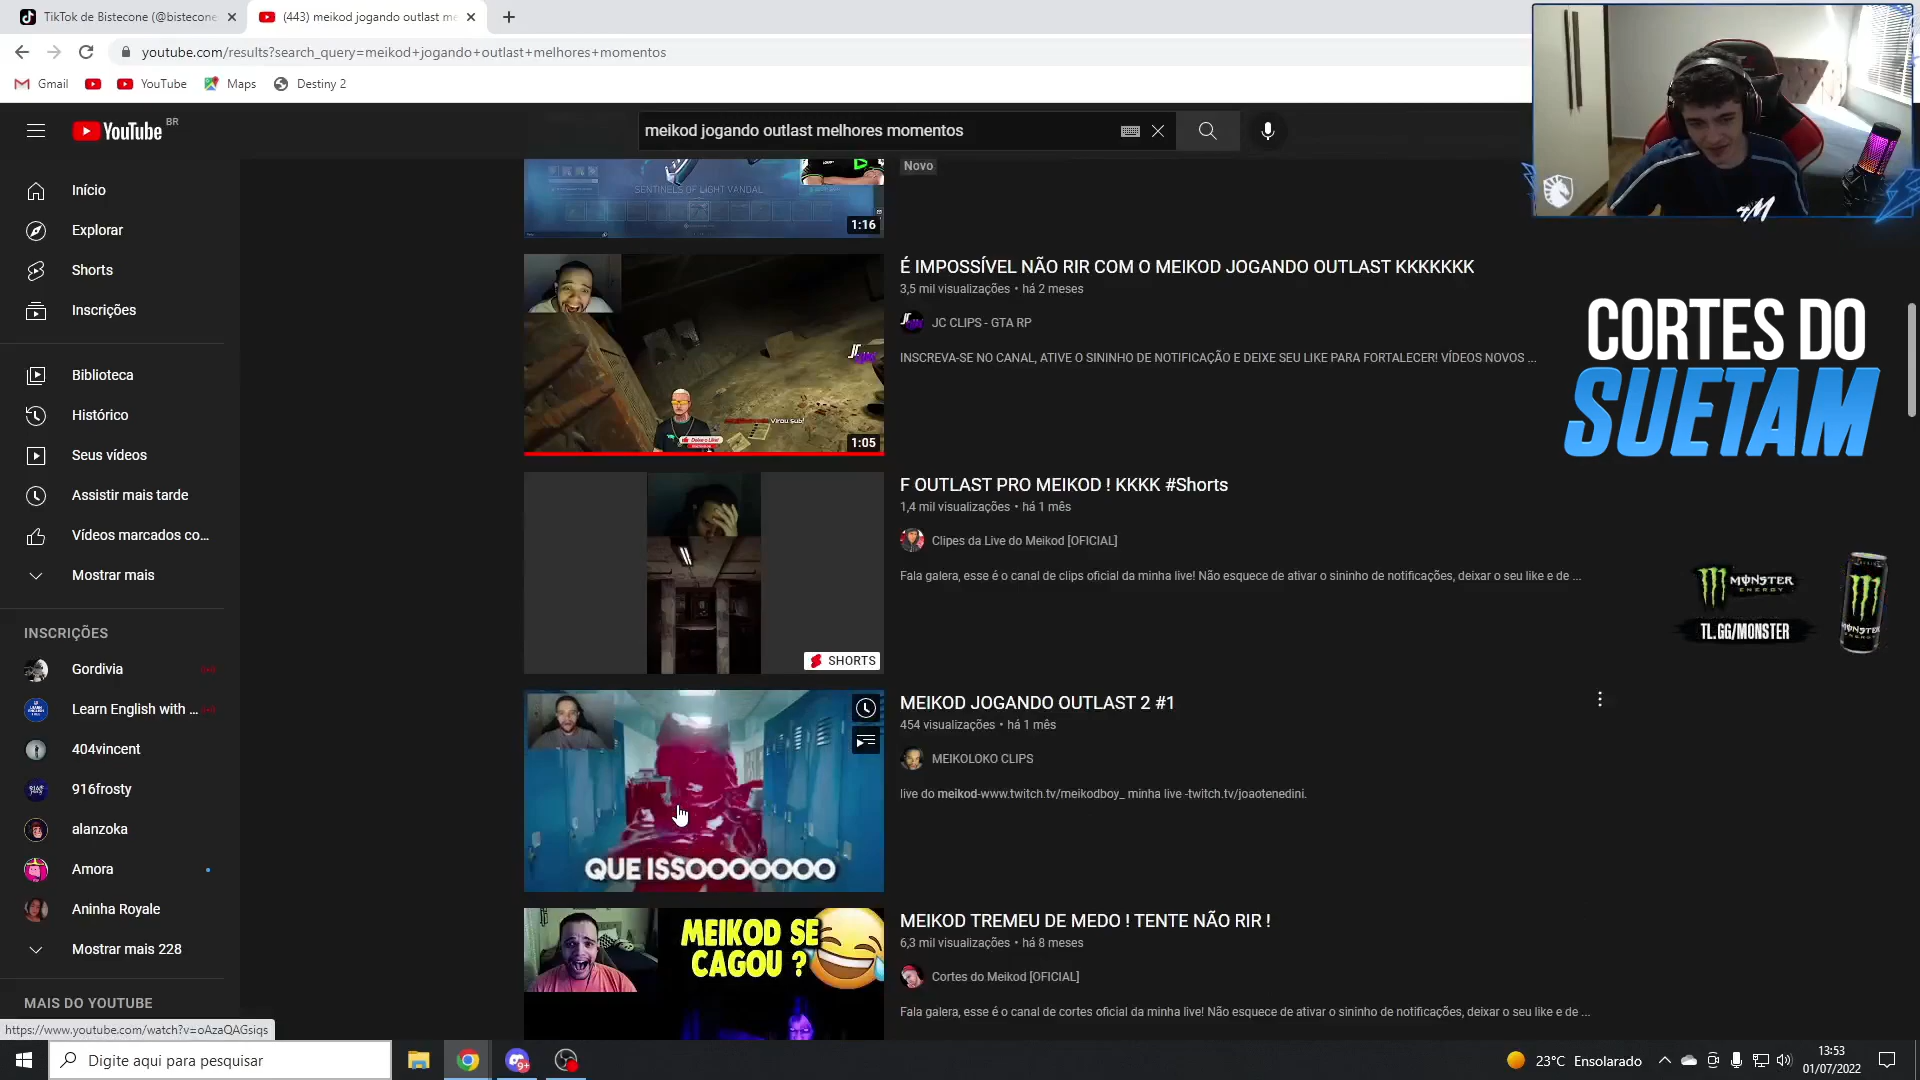 TikTok de Bistecone (@bistecone
(443) meikod jogando outlast me
youtube.com/results?search_query=meikod+jogando+outlast+melhores+momentos
Gmail
YouTube
Maps
Destiny 2
YouTube BR
meikod jogando outlast melhores momentos
Início
Explorar
Shorts
Inscrições
Biblioteca
Histórico
Seus vídeos
Assistir mais tarde
Vídeos marcados co...
Mostrar mais
INSCRIÇÕES
Gordivia
Learn English with ...
404vincent
916frosty
alanzoka
Amora
Aninha Royale
Mostrar mais 228
MAIS DO YOUTUBE
https://www.youtube.com/watch?v=oAzaQAGsiqs
SENTINELS OF LIGHT VANDAL
1:16
Novo
Virou Sub!
Deixe o Like!
1:05
É IMPOSSÍVEL NÃO RIR COM O MEIKOD JOGANDO OUTLAST KKKKKKK
3,5 mil visualizações • há 2 meses
JC CLIPS - GTA RP
INSCREVA-SE NO CANAL, ATIVE O SININHO DE NOTIFICAÇÃO E DEIXE SEU LIKE PARA FORTALECER! VÍDEOS NOVOS ...
SHORTS
F OUTLAST PRO MEIKOD ! KKKK #Shorts
1,4 mil visualizações • há 1 mês
Clipes da Live do Meikod [OFICIAL]
Fala galera, esse é o canal de clips oficial da minha live! Não esquece de ativar o sininho de notificações, deixar o seu like e de ...
QUE ISSOOOOOOO
MEIKOD JOGANDO OUTLAST 2 #1
454 visualizações • há 1 mês
MEIKOLOKO CLIPS
live do meikod-www.twitch.tv/meikodboy_ minha live -twitch.tv/joaotenedini.
MEIKOD SE
CAGOU ?
MEIKOD TREMEU DE MEDO ! TENTE NÃO RIR !
6,3 mil visualizações • há 8 meses
Cortes do Meikod [OFICIAL]
Fala galera, esse é o canal de cortes oficial da minha live! Não esquece de ativar o sininho de notificações, deixar o seu like e de ...
CORTES DO
SUETAM
MONSTER
ENERGY
TL.GG/MONSTER
Digite aqui para pesquisar
9+
23°C Ensolarado
13:53
01/07/2022